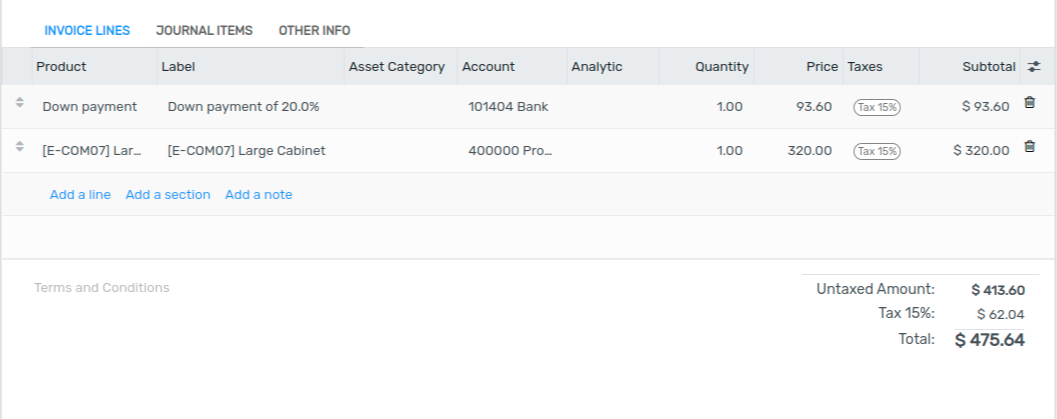 INVOICE LINES JOURNAL ITEMS OTHER INFO
Product Label Asset Category Account Analytic Quantity Price Taxes Subtotal
Down payment Down payment of 20.0% 101404 Bank 1.00 93.60 Tax 15% $ 93.60
[E-COM07] Lar... [E-COM07] Large Cabinet 400000 Pro... 1.00 320.00 Tax 15% $ 320.00
Add a line Add a section Add a note
Terms and Conditions
Untaxed Amount: $ 413.60
Tax 15%: $ 62.04
Total: $ 475.64